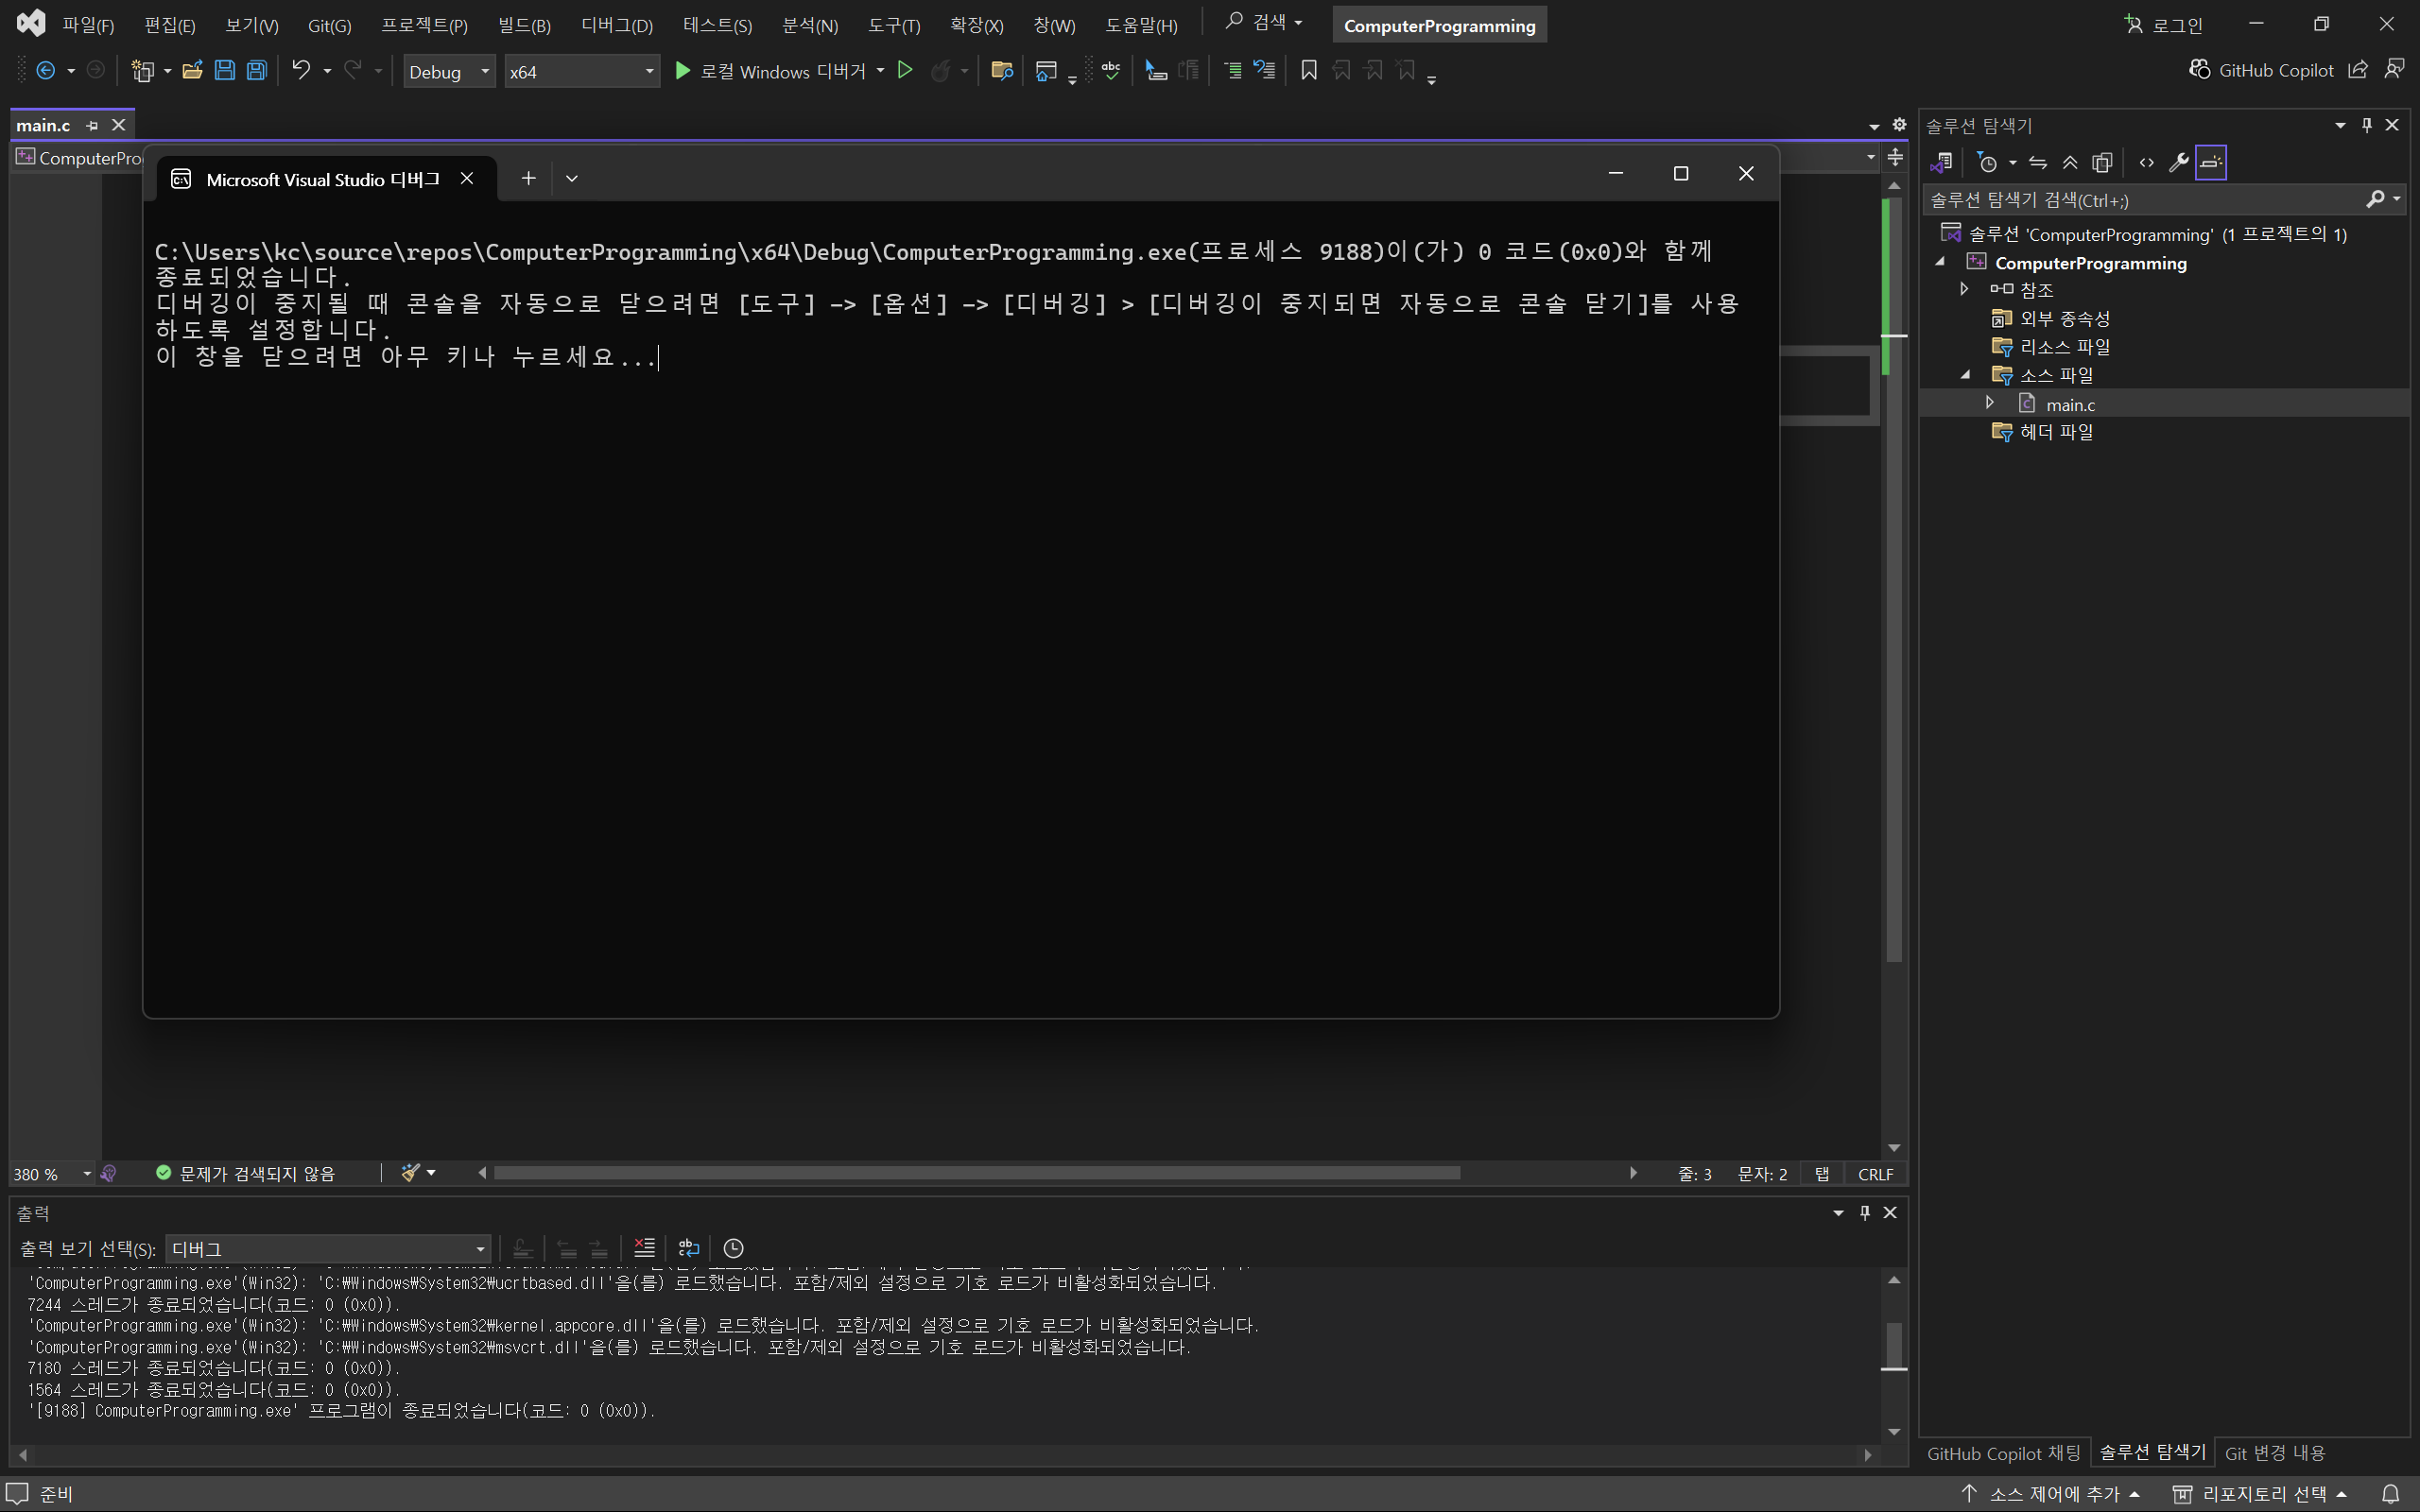 파일(F) 편집(E) 보기(V) Git(G) 프로젝트(P) 빌드(B) 디버그(D) 테스트(S) 분석(N) 도구(T) 확장(X) 창(W) 도움말(H) 검색 ComputerProgramming 로그인
Debug x64 로컬 Windows 디버거 abc GitHub Copilot
main.c
ComputerPro
Microsoft Visual Studio 디버그
C:\Users\kc\source\repos\ComputerProgramming\x64\Debug\ComputerProgramming.exe(프로세스 9188)이(가) 0 코드(0x0)와 함께
종료되었습니다.
디버깅이 중지될 때 콘솔을 자동으로 닫으려면 [도구] -> [옵션] -> [디버깅] > [디버깅이 중지되면 자동으로 콘솔 닫기]를 사용
하도록 설정합니다.
이 창을 닫으려면 아무 키나 누르세요...
솔루션 탐색기
솔루션 탐색기 검색(Ctrl+;)
솔루션 'ComputerProgramming' (1 프로젝트의 1)
ComputerProgramming
참조
외부 종속성
리소스 파일
소스 파일
main.c
헤더 파일
380 % 문제가 검색되지 않음 줄: 3 문자: 2 탭 CRLF
출력
출력 보기 선택(S): 디버그
'ComputerProgramming.exe'(Win32): 'C:\Windows\System32\ucrtbased.dll'을(를) 로드했습니다. 포함/제외 설정으로 기호 로드가 비활성화되었습니다.
7244 스레드가 종료되었습니다(코드: 0 (0x0)).
'ComputerProgramming.exe'(Win32): 'C:\Windows\System32\kernel.appcore.dll'을(를) 로드했습니다. 포함/제외 설정으로 기호 로드가 비활성화되었습니다.
'ComputerProgramming.exe'(Win32): 'C:\Windows\System32\msvcrt.dll'을(를) 로드했습니다. 포함/제외 설정으로 기호 로드가 비활성화되었습니다.
7180 스레드가 종료되었습니다(코드: 0 (0x0)).
1564 스레드가 종료되었습니다(코드: 0 (0x0)).
'[9188] ComputerProgramming.exe' 프로그램이 종료되었습니다(코드: 0 (0x0)).
GitHub Copilot 채팅 솔루션 탐색기 Git 변경 내용
준비 소스 제어에 추가 리포지토리 선택